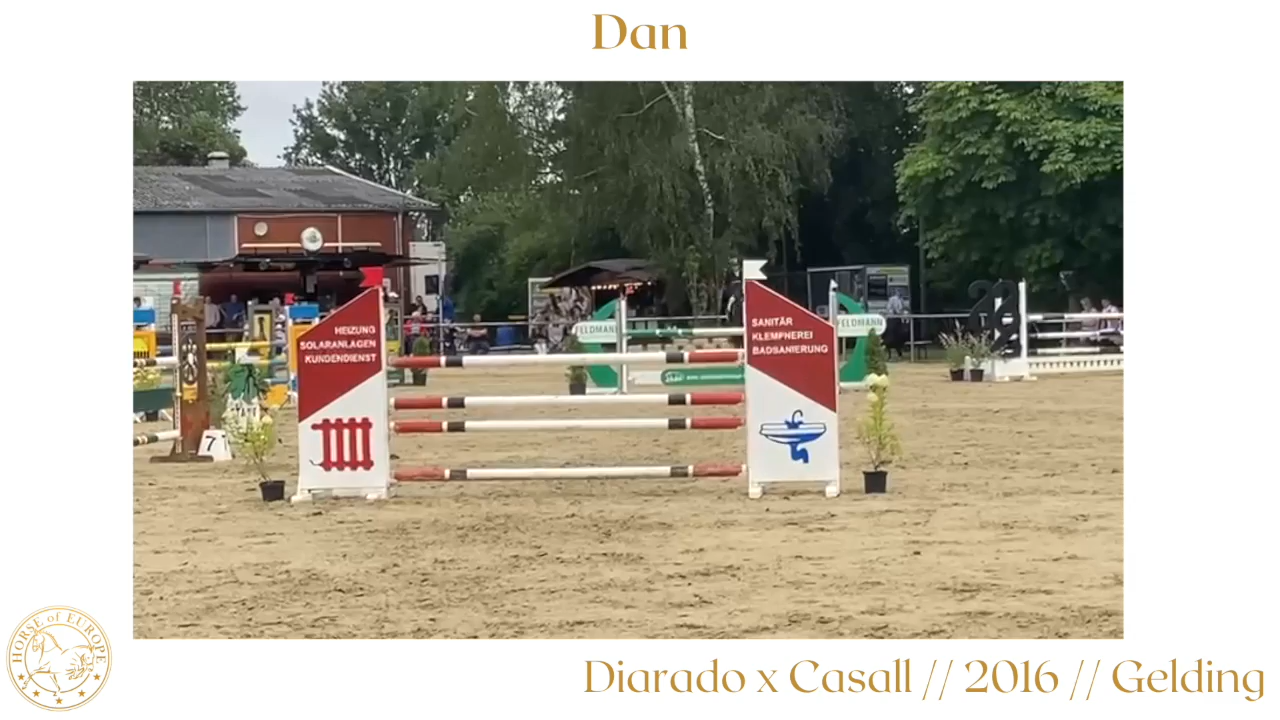 Dan
HEIZUNG
SOLARANLAGEN
KUNDENDIENST
SANITÄR
KLEMPNEREI
BADSANIERUNG
FELDMANN
FELDMANN
7
HORSE of EUROPE
Diarado x Casall // 2016 // Gelding